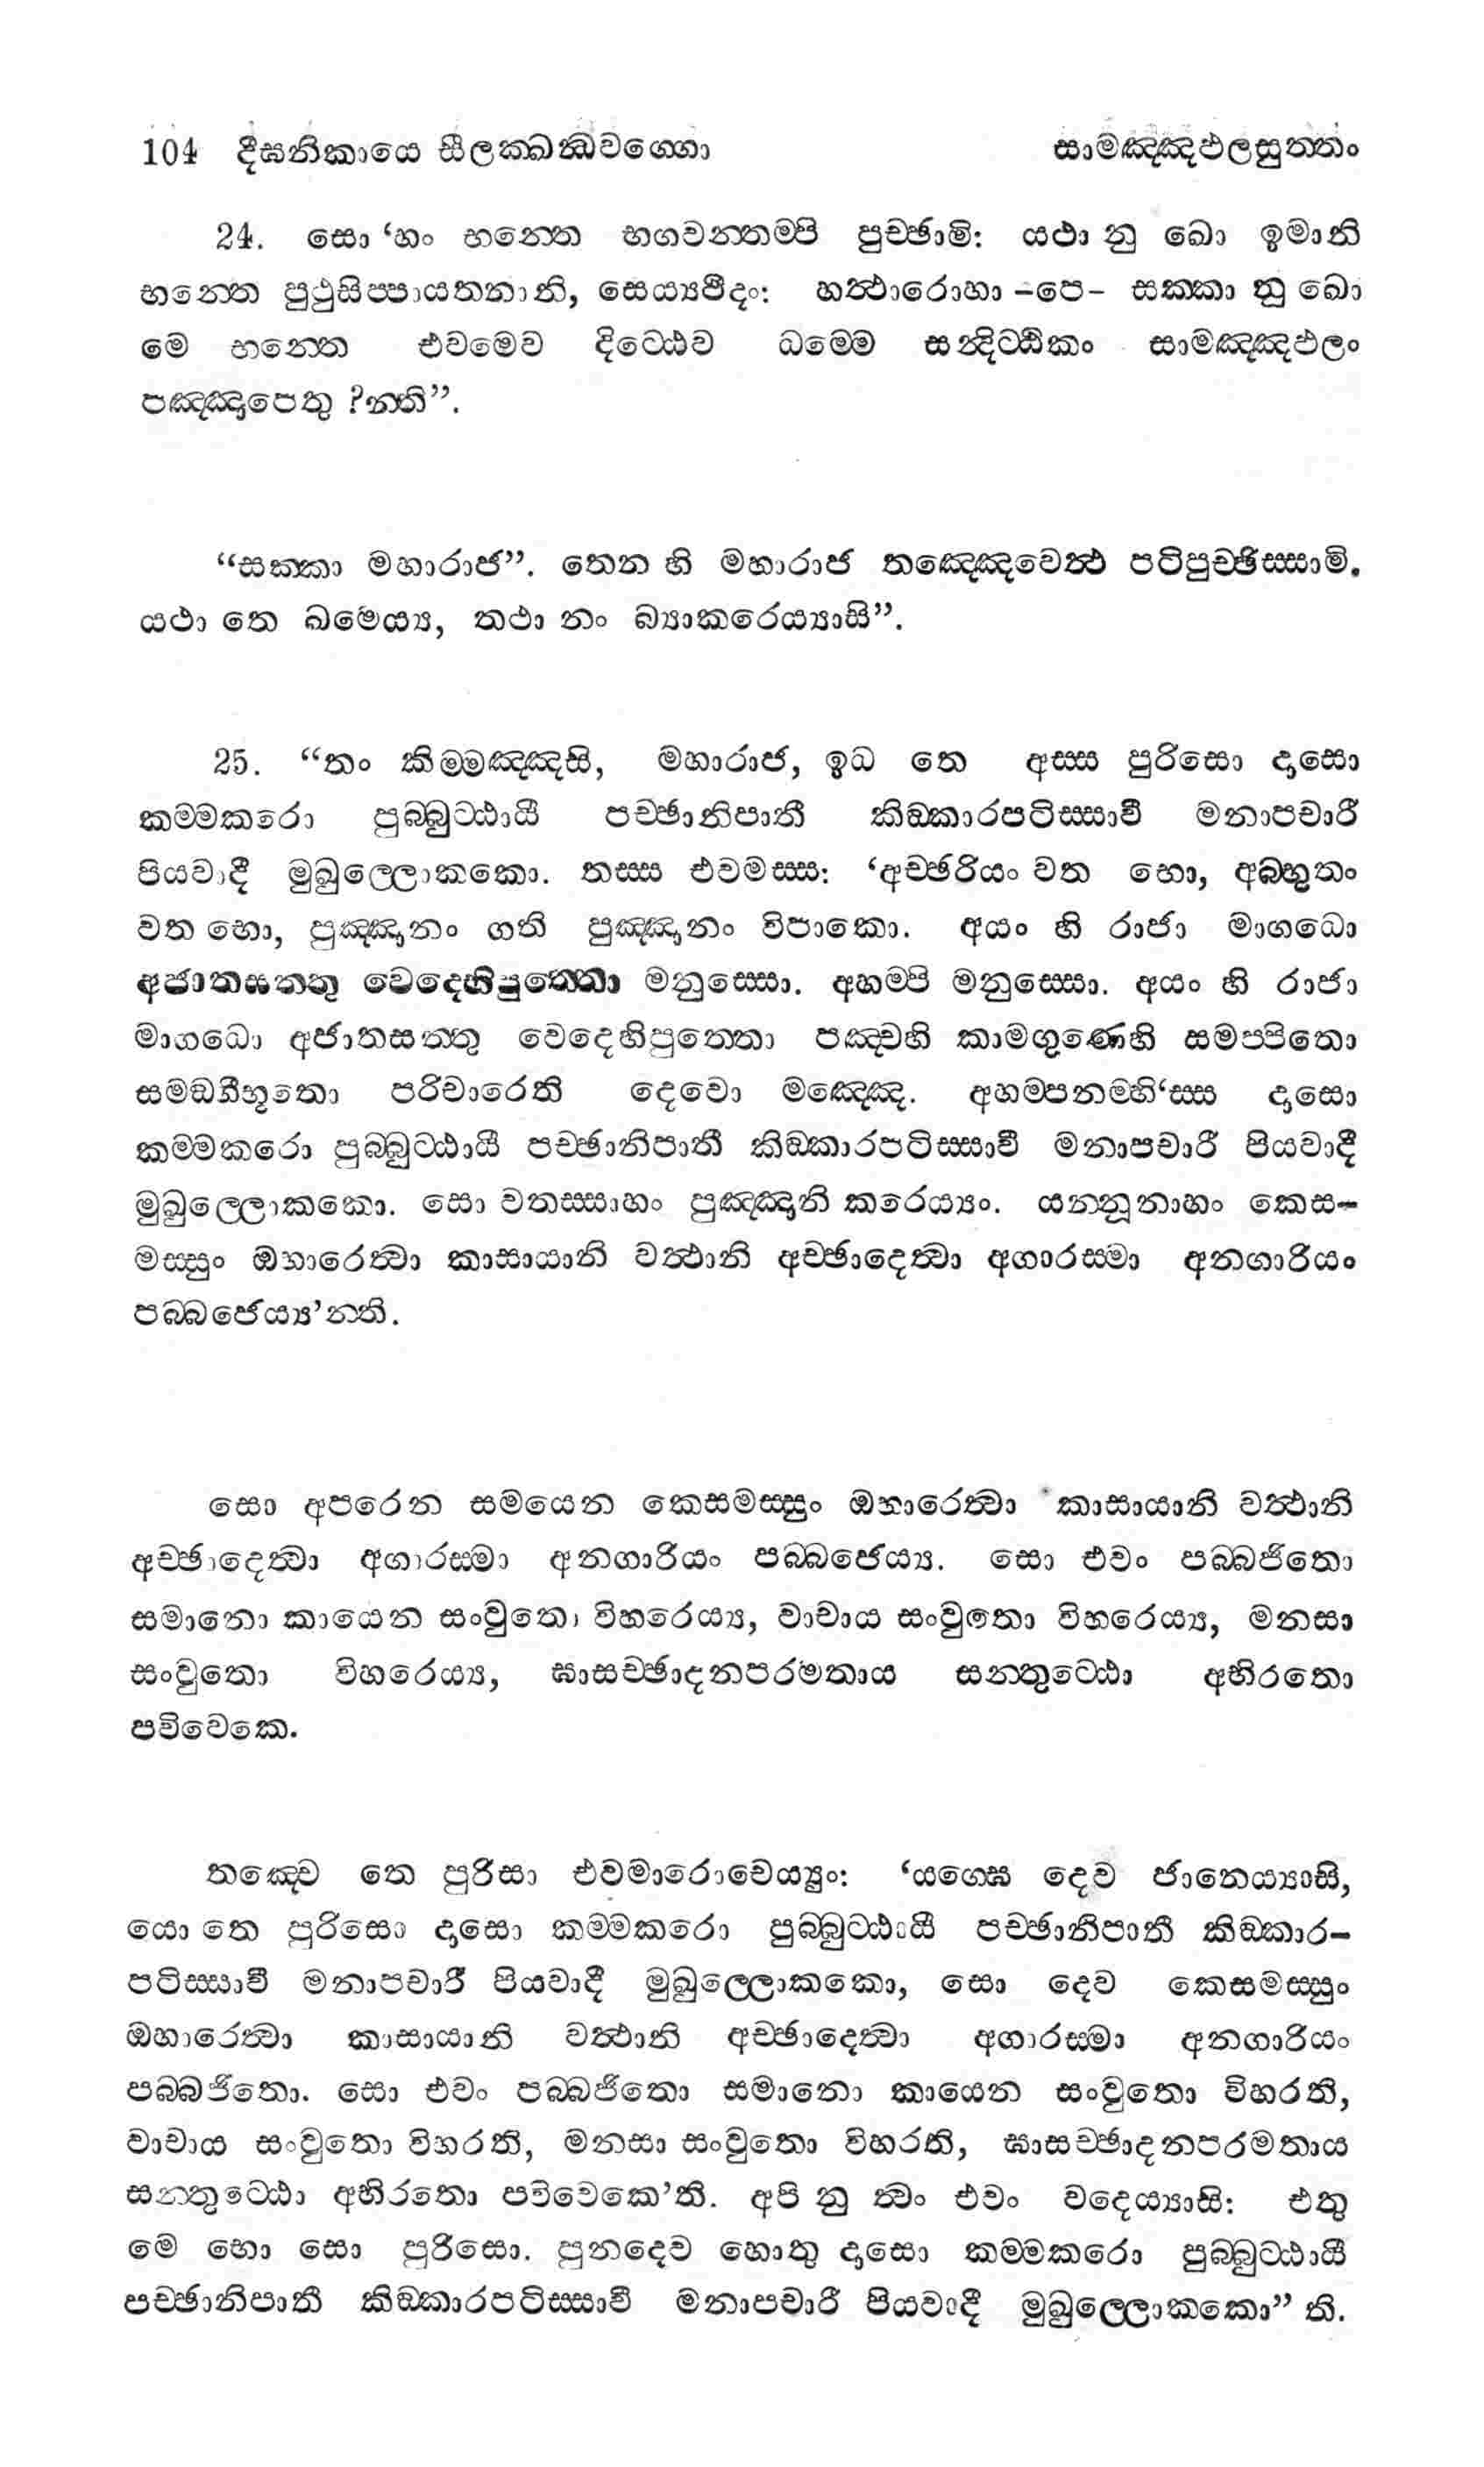 104 දීඝනිකායෙ සීලක්ඛන්ධවග්ගො සාමඤ්ඤඵලසුත්තං
24. සො ‘හං භන්තෙ භගවන්තම්පි පුච්ඡාමි: යථා නු ඛො ඉමානි
භන්තෙ පුථුසිප්පායතනානි, සෙය්‍යථීදං: හත්ථාරොහා –පෙ– සක්කා නු ඛො
මෙ භන්තෙ එවමෙව දිට්ඨෙව ධම්මෙ සන්දිට්ඨිකං සාමඤ්ඤඵලං
පඤ්ඤාපෙතු ?න්ති”.
“සක්කා මහාරාජ”. තෙන හි මහාරාජ තඤ්ඤෙවෙත්ථ පටිපුච්ඡිස්සාමි.
යථා තෙ ඛමෙය්‍ය, තථා නං බ්‍යාකරෙය්‍යාසි”.
25. “තං කිම්මඤ්ඤසි, මහාරාජ, ඉධ තෙ අස්ස පුරිසො දාසො
කම්මකරො පුබ්බුට්ඨායී පච්ඡානිපාතී කිඞ්කාරපටිස්සාවී මනාපචාරී
පියවාදී මුඛුල්ලොකකො. තස්ස එවමස්ස: ‘අච්ඡරියං වත භො, අබ්භුතං
වත භො, පුඤ්ඤානං ගති පුඤ්ඤානං විපාකො. අයං හි රාජා මාගධො
අජාතසත්තු වෙදෙහිපුත්තො මනුස්සො. අහම්පි මනුස්සො. අයං හි රාජා
මාගධො අජාතසත්තු වෙදෙහිපුත්තො පඤ්චහි කාමගුණෙහි සමප්පිතො
සමඞ්ගීභූතො පරිචාරෙති දෙවො මඤ්ඤෙ. අහම්පනම්හි‘ස්ස දාසො
කම්මකරො පුබ්බුට්ඨායී පච්ඡානිපාතී කිඞ්කාරපටිස්සාවී මනාපචාරී පියවාදී
මුඛුල්ලොකකො. සො වතස්සාහං පුඤ්ඤානි කරෙය්‍යං. යන්නූනාහං කෙස–
මස්සුං ඔහාරෙත්වා කාසායානි වත්ථානි අච්ඡාදෙත්වා අගාරස්මා අනගාරියං
පබ්බජෙය්‍ය’න්ති.
සො අපරෙන සමයෙන කෙසමස්සුං ඔහාරෙත්වා කාසායානි වත්ථානි
අච්ඡාදෙත්වා අගාරස්මා අනගාරියං පබ්බජෙය්‍ය. සො එවං පබ්බජිතො
සමානො කායෙන සංවුතො විහරෙය්‍ය, වාචාය සංවුතො විහරෙය්‍ය, මනසා
සංවුතො විහරෙය්‍ය, ඝාසච්ඡාදනපරමතාය සන්තුට්ඨො අභිරතො
පවිවෙකෙ.
තඤ්චෙ තෙ පුරිසා එවමාරොචෙය්‍යුං: ‘යග්ඝෙ දෙව ජානෙය්‍යාසි,
යො තෙ පුරිසො දාසො කම්මකරො පුබ්බුට්ඨායී පච්ඡානිපාතී කිඞ්කාර–
පටිස්සාවී මනාපචාරී පියවාදී මුඛුල්ලොකකො, සො දෙව කෙසමස්සුං
ඔහාරෙත්වා කාසායානි වත්ථානි අච්ඡාදෙත්වා අගාරස්මා අනගාරියං
පබ්බජිතො. සො එවං පබ්බජිතො සමානො කායෙන සංවුතො විහරති,
වාචාය සංවුතො විහරති, මනසා සංවුතො විහරති, ඝාසච්ඡාදනපරමතාය
සන්තුට්ඨො අභිරතො පවිවෙකෙ’ති. අපි නු ත්වං එවං වදෙය්‍යාසි: එතු
මෙ භො සො පුරිසො. පුනදෙව හොතු දාසො කම්මකරො පුබ්බුට්ඨායී
පච්ඡානිපාතී කිඞ්කාරපටිස්සාවී මනාපචාරී පියවාදී මුඛුල්ලොකකො” ති.